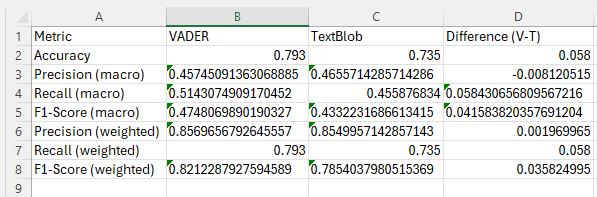 A B C D
1 Metric VADER TextBlob Difference (V-T)
2 Accuracy 0.793 0.735 0.058
3 Precision (macro) 0.45745091363068885 0.4655714285714286 -0.008120515
4 Recall (macro) 0.5143074909170452 0.455876834 0.058430656809567216
5 F1-Score (macro) 0.4748069890190327 0.4332231686613415 0.041583820357691204
6 Precision (weighted) 0.8569656792645557 0.8549957142857143 0.001969965
7 Recall (weighted) 0.793 0.735 0.058
8 F1-Score (weighted) 0.8212287927594589 0.7854037980515369 0.035824995
9